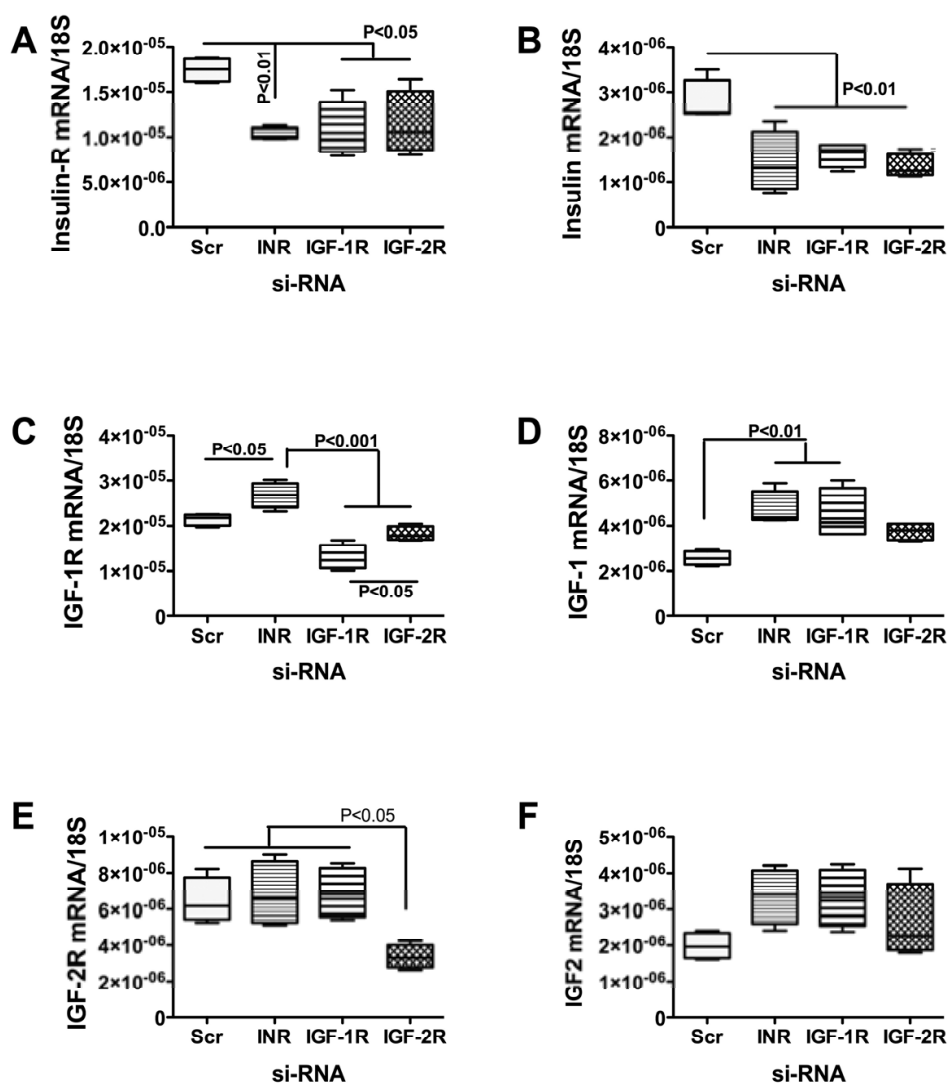 A
Insulin-R mRNA/18S
2.0×10⁻⁰⁵
1.5×10⁻⁰⁵
1.0×10⁻⁰⁵
5.0×10⁻⁰⁶
0.0
P<0.01
P<0.05
Scr INR IGF-1R IGF-2R
si-RNA
B
Insulin mRNA/18S
4×10⁻⁰⁶
3×10⁻⁰⁶
2×10⁻⁰⁶
1×10⁻⁰⁶
0
P<0.01
Scr INR IGF-1R IGF-2R
si-RNA
C
IGF-1R mRNA/18S
4×10⁻⁰⁵
3×10⁻⁰⁵
2×10⁻⁰⁵
1×10⁻⁰⁵
0
P<0.05
P<0.001
P<0.05
Scr INR IGF-1R IGF-2R
si-RNA
D
IGF-1 mRNA/18S
8×10⁻⁰⁶
6×10⁻⁰⁶
4×10⁻⁰⁶
2×10⁻⁰⁶
0
P<0.01
Scr INR IGF-1R IGF-2R
si-RNA
E
IGF-2R mRNA/18S
1×10⁻⁰⁵
8×10⁻⁰⁶
6×10⁻⁰⁶
4×10⁻⁰⁶
2×10⁻⁰⁶
0
P<0.05
Scr INR IGF-1R IGF-2R
si-RNA
F
IGF2 mRNA/18S
5×10⁻⁰⁶
4×10⁻⁰⁶
3×10⁻⁰⁶
2×10⁻⁰⁶
1×10⁻⁰⁶
0
Scr INR IGF-1R IGF-2R
si-RNA